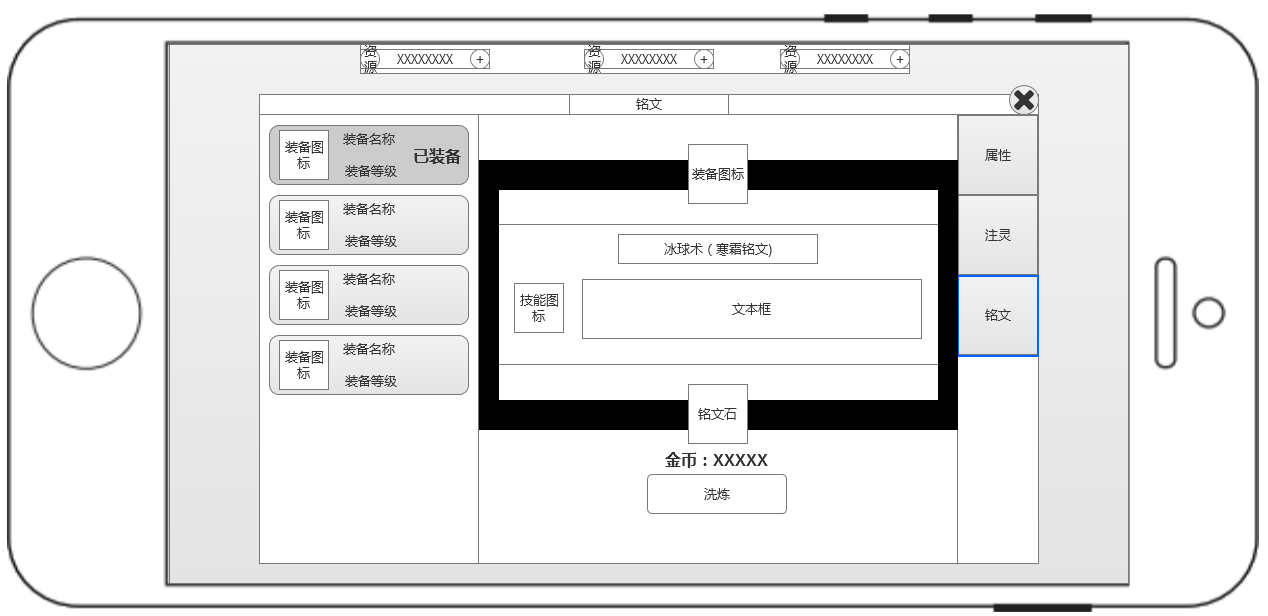 资源 XXXXXXXX + 资源 XXXXXXXX + 资源 XXXXXXXX +
铭文
装备图标
装备名称
装备等级
已装备
装备图标
装备名称
装备等级
装备图标
装备名称
装备等级
装备图标
装备名称
装备等级
装备图标
冰球术（寒霜铭文)
技能图标
文本框
铭文石
金币：XXXXX
洗炼
属性
注灵
铭文